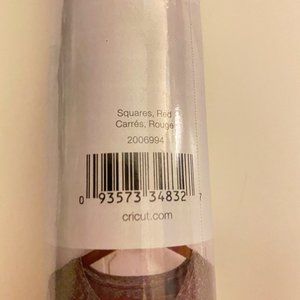 Squares, Red
Carrés, Rouge
2006994
0 93573 34832 7
cricut.com